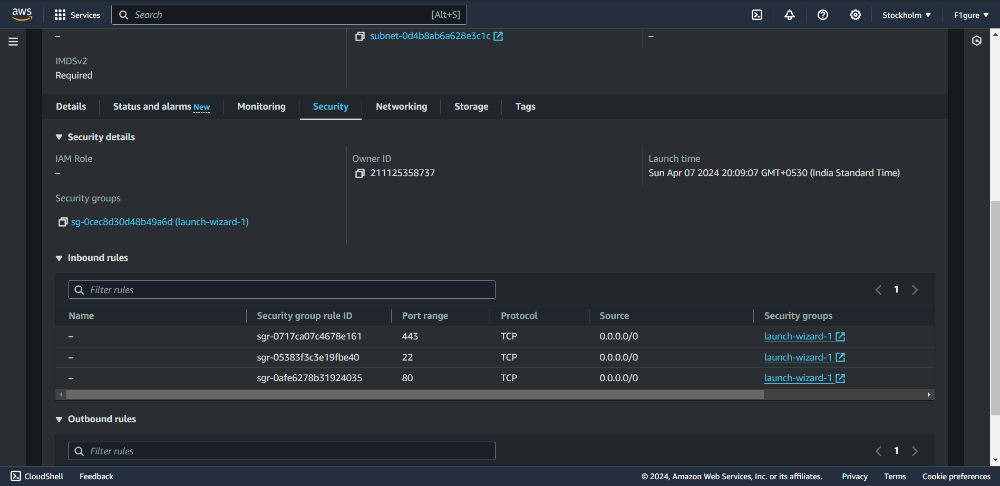 aws Services Search [Alt+S] Stockholm F1gure
– subnet-0d4b8ab6a628e3c1c –
IMDSv2
Required
Details Status and alarms New Monitoring Security Networking Storage Tags
Security details
IAM Role Owner ID Launch time
– 211125358737 Sun Apr 07 2024 20:09:07 GMT+0530 (India Standard Time)
Security groups
sg-0cec8d30d48b49a6d (launch-wizard-1)
Inbound rules
Filter rules 1
Name Security group rule ID Port range Protocol Source Security groups
– sgr-0717ca07c4678e161 443 TCP 0.0.0.0/0 launch-wizard-1
– sgr-05383f3c3e19fbe40 22 TCP 0.0.0.0/0 launch-wizard-1
– sgr-0afe6278b31924035 80 TCP 0.0.0.0/0 launch-wizard-1
Outbound rules
Filter rules 1
CloudShell Feedback © 2024, Amazon Web Services, Inc. or its affiliates. Privacy Terms Cookie preferences